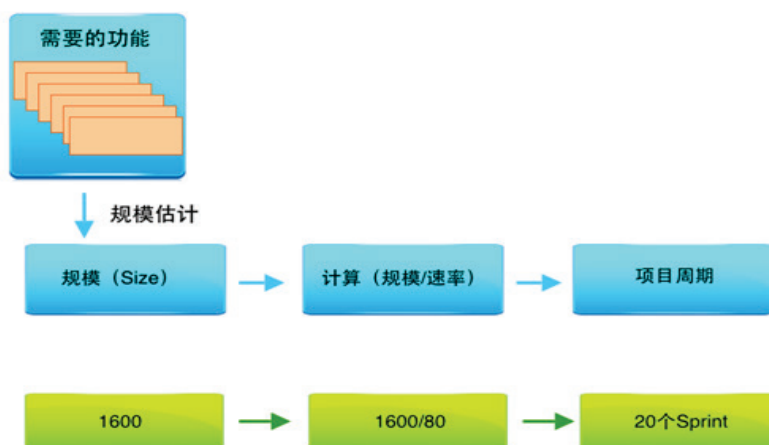 需要的功能
规模估计
规模（Size）
计算（规模/速率）
项目周期
1600
1600/80
20个Sprint